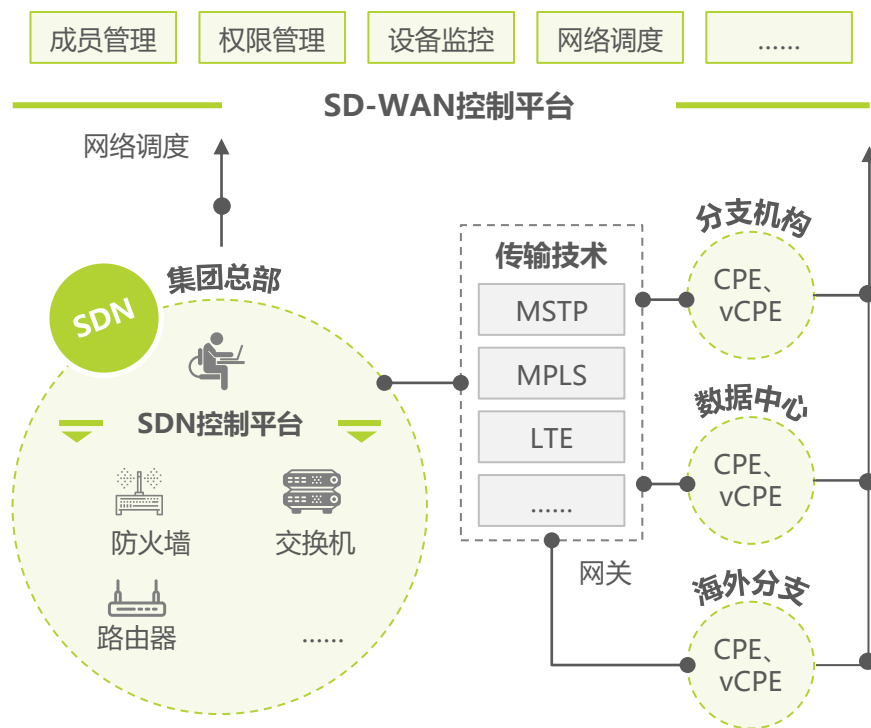 成员管理
权限管理
设备监控
网络调度
......
SD-WAN控制平台
网络调度
集团总部
SDN
SDN控制平台
防火墙
交换机
路由器
......
传输技术
MSTP
MPLS
LTE
......
网关
分支机构
CPE、
vCPE
数据中心
CPE、
vCPE
海外分支
CPE、
vCPE